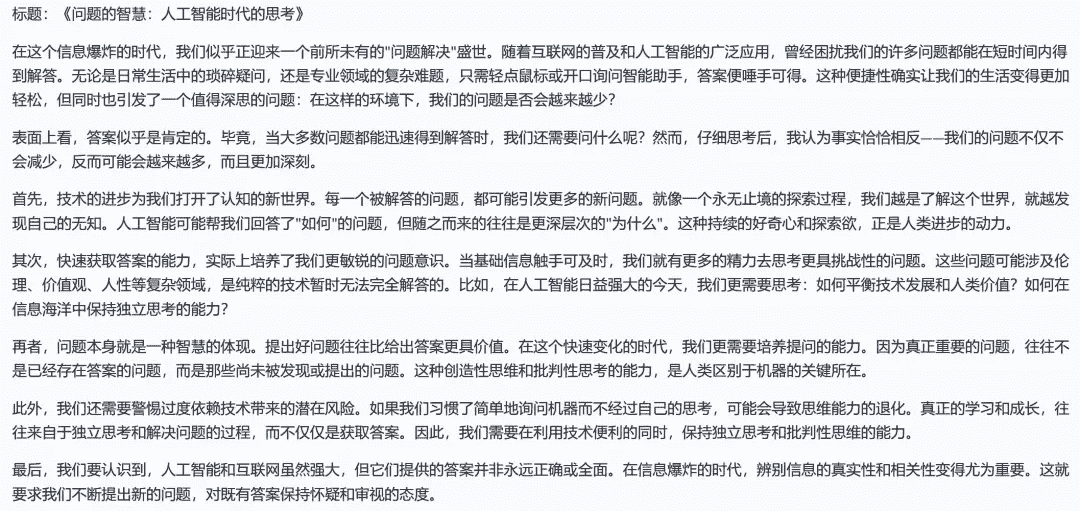 标题：《问题的智慧：人工智能时代的思考》
在这个信息爆炸的时代，我们似乎正迎来一个前所未有的"问题解决"盛世。随着互联网的普及和人工智能的广泛应用，曾经困扰我们的许多问题都能在短时间内得
到解答。无论是日常生活中的琐碎疑问，还是专业领域的复杂难题，只需轻点鼠标或开口询问智能助手，答案便唾手可得。这种便捷性确实让我们的生活变得更加
轻松，但同时也引发了一个值得深思的问题：在这样的环境下，我们的问题是否会越来越少？
表面上看，答案似乎是肯定的。毕竟，当大多数问题都能迅速得到解答时，我们还需要问什么呢？然而，仔细思考后，我认为事实恰恰相反——我们的问题不仅不
会减少，反而可能会越来越多，而且更加深刻。
首先，技术的进步为我们打开了认知的新世界。每一个被解答的问题，都可能引发更多的新问题。就像一个永无止境的探索过程，我们越是了解这个世界，就越发
现自己的无知。人工智能可能帮我们回答了"如何"的问题，但随之而来的往往是更深层次的"为什么"。这种持续的好奇心和探索欲，正是人类进步的动力。
其次，快速获取答案的能力，实际上培养了我们更敏锐的问题意识。当基础信息触手可及时，我们就有更多的精力去思考更具挑战性的问题。这些问题可能涉及伦
理、价值观、人性等复杂领域，是纯粹的技术暂时无法完全解答的。比如，在人工智能日益强大的今天，我们更需要思考：如何平衡技术发展和人类价值？如何在
信息海洋中保持独立思考的能力？
再者，问题本身就是一种智慧的体现。提出好问题往往比给出答案更具价值。在这个快速变化的时代，我们更需要培养提问的能力。因为真正重要的问题，往往不
是已经存在答案的问题，而是那些尚未被发现或提出的问题。这种创造性思维和批判性思考的能力，是人类区别于机器的关键所在。
此外，我们还需要警惕过度依赖技术带来的潜在风险。如果我们习惯了简单地询问机器而不经过自己的思考，可能会导致思维能力的退化。真正的学习和成长，往
往来自于独立思考和解决问题的过程，而不仅仅是获取答案。因此，我们需要在利用技术便利的同时，保持独立思考和批判性思维的能力。
最后，我们要认识到，人工智能和互联网虽然强大，但它们提供的答案并非永远正确或全面。在信息爆炸的时代，辨别信息的真实性和相关性变得尤为重要。这就
要求我们不断提出新的问题，对既有答案保持怀疑和审视的态度。